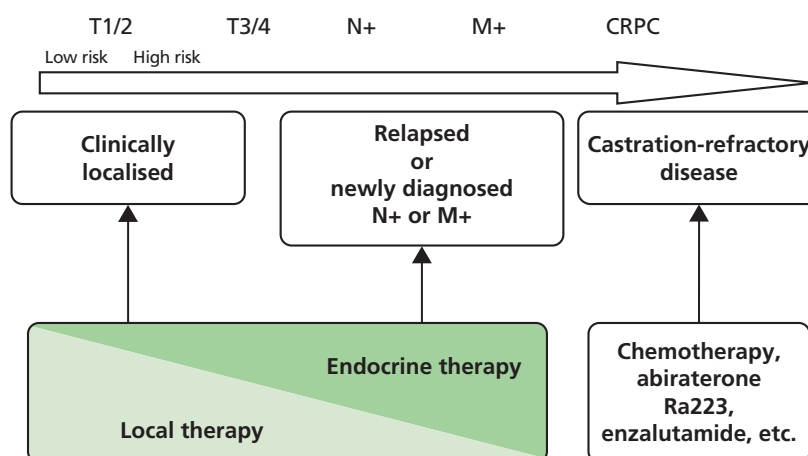 T1/2 T3/4 N+ M+ CRPC
Low risk High risk
Clinically
localised
Relapsed
or
newly diagnosed
N+ or M+
Castration-refractory
disease
Endocrine therapy
Local therapy
Chemotherapy,
abiraterone
Ra223,
enzalutamide, etc.